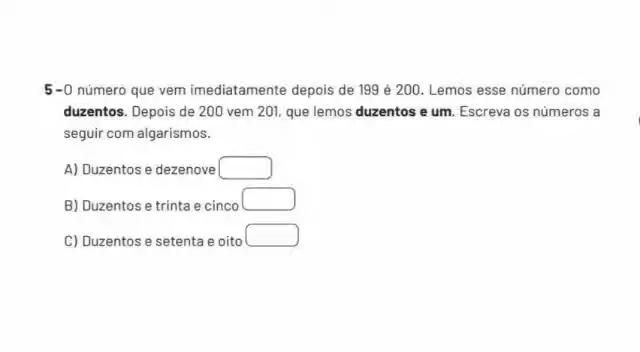 5-O número que vem imediatamente depois de 199 é 200. Lemos esse número como
duzentos. Depois de 200 vem 201, que lemos duzentos e um. Escreva os números a
seguir com algarismos.
A) Duzentos e dezenove
B) Duzentos e trinta e cinco
C) Duzentos e setenta e oito